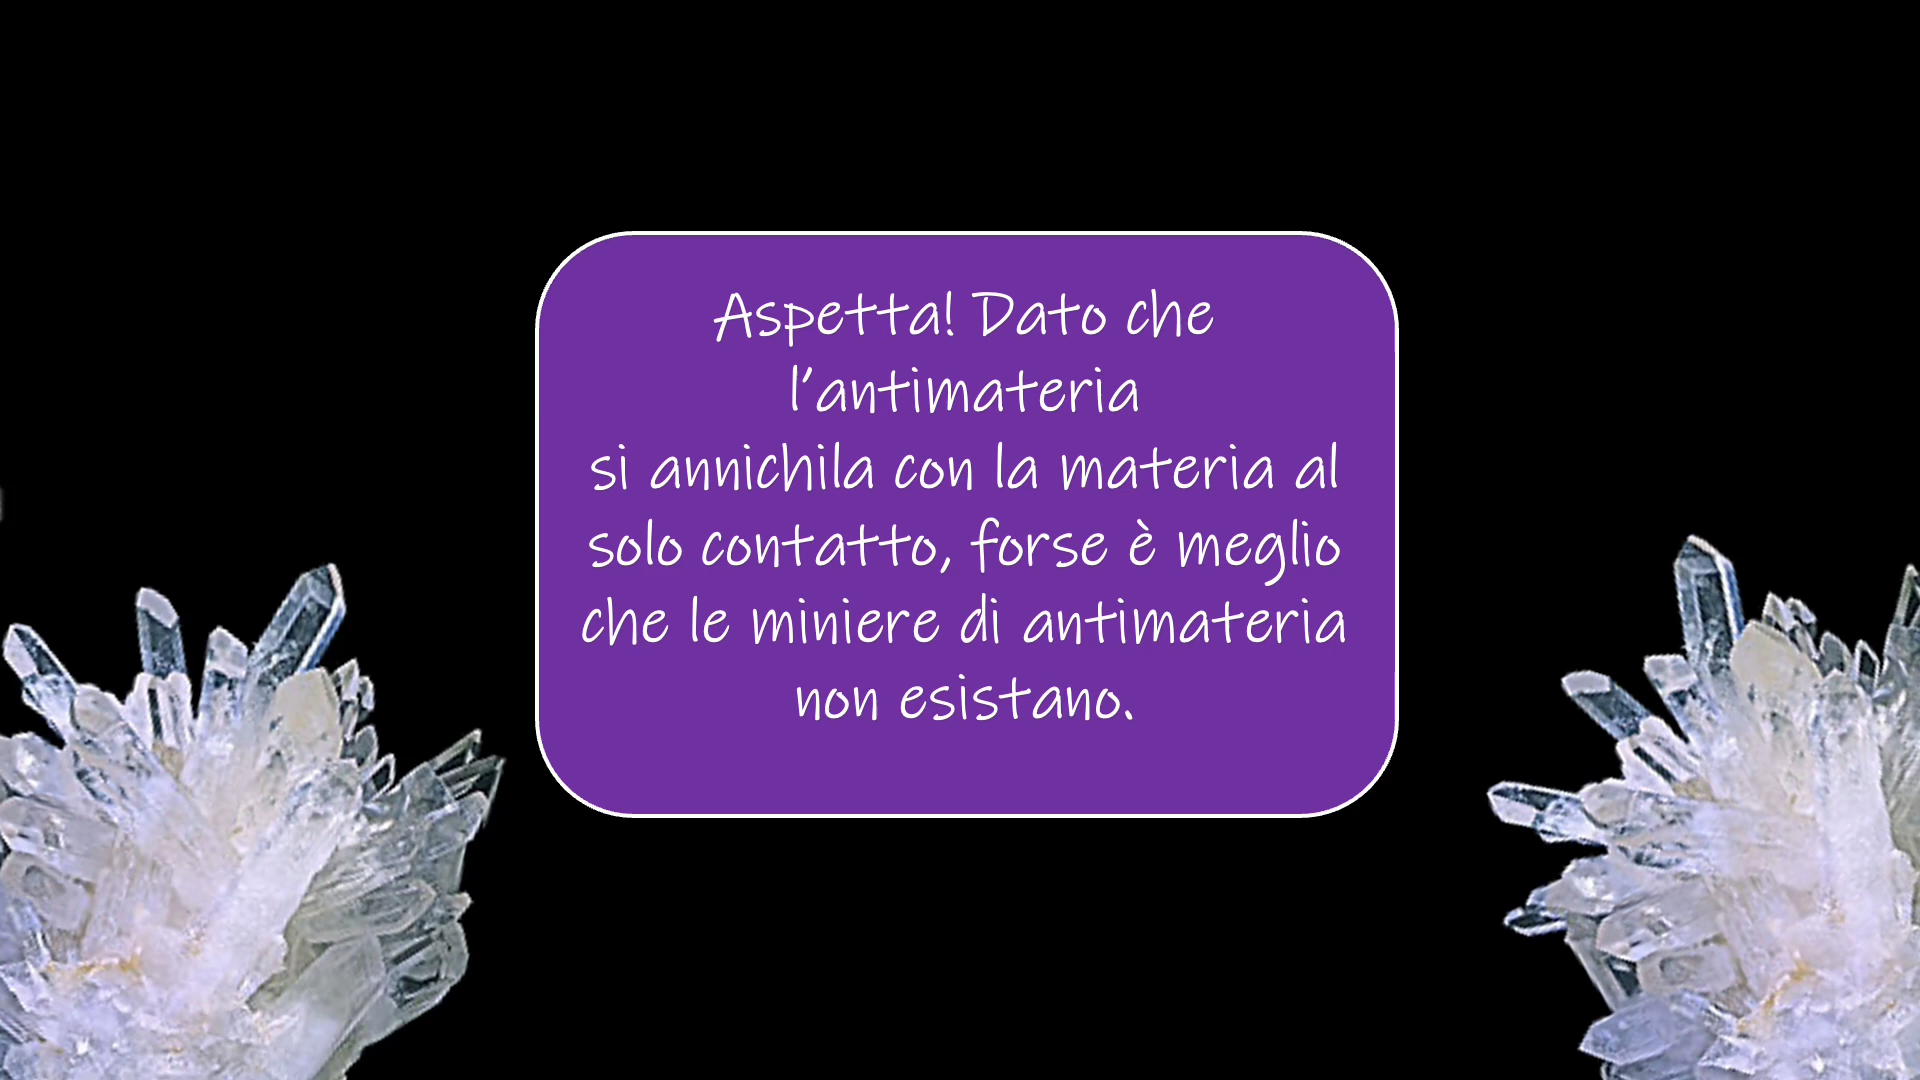 Aspetta! Dato che
l’antimateria
si annichila con la materia al
solo contatto, forse è meglio
che le miniere di antimateria
non esistano.